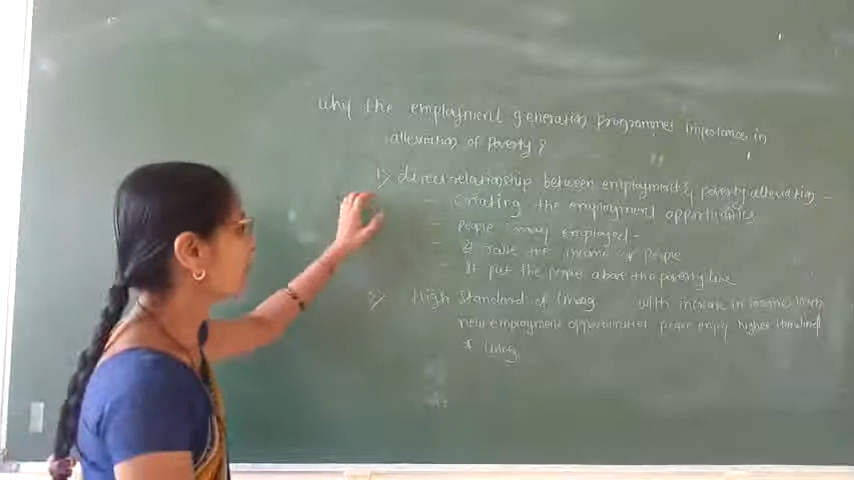 why the employment generation programmes importance in
alleviation of Poverty?
1) direct relationship between employment & poverty alleviation -
- creating the employment opportunities
- people may employed -
- & raise the income of people
- It put the people above the poverty line
2) High Standard of living with increase in income
new employment opportunities people enjoy higher standard
of living